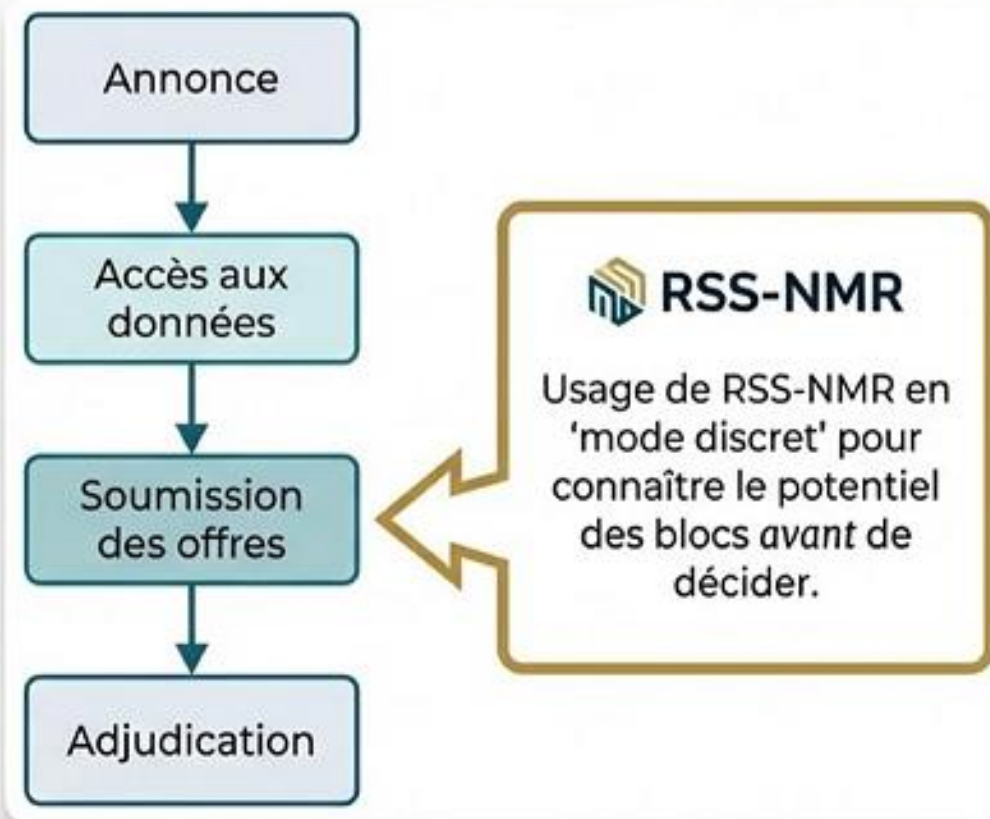 Annonce
Accès aux
données
Soumission
des offres
Adjudication
RSS-NMR
Usage de RSS-NMR en
‘mode discret’ pour
connaître le potentiel
des blocs avant de
décider.